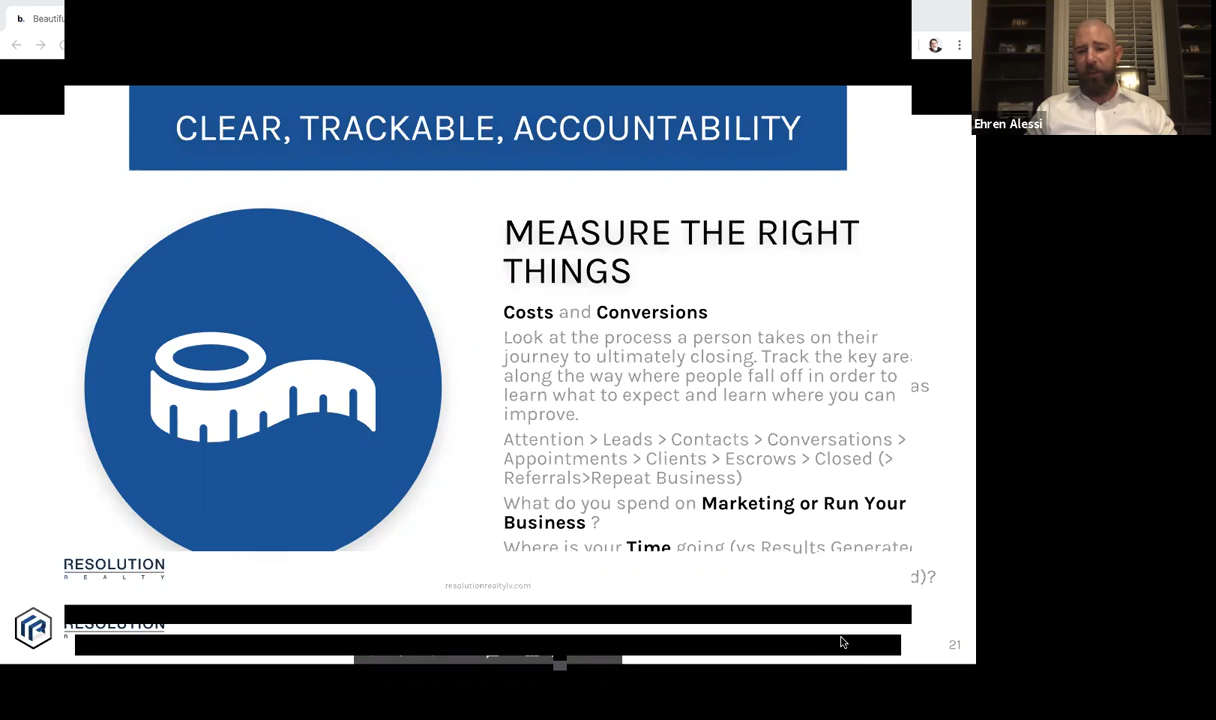 b. Beautifu
Ehren Alessi
CLEAR, TRACKABLE, ACCOUNTABILITY
MEASURE THE RIGHT
THINGS
Costs and Conversions
Look at the process a person takes on their
journey to ultimately closing. Track the key area
along the way where people fall off in order to
as
learn what to expect and learn where you can
improve.
Attention > Leads > Contacts > Conversations >
Appointments > Clients > Escrows > Closed (>
Referrals>Repeat Business)
What do you spend on Marketing or Run Your
Business ?
Where is your Time going (vs Results Generated
d)?
RESOLUTION
REALTY
resolutionrealtylv.com
RESOLUTION
21